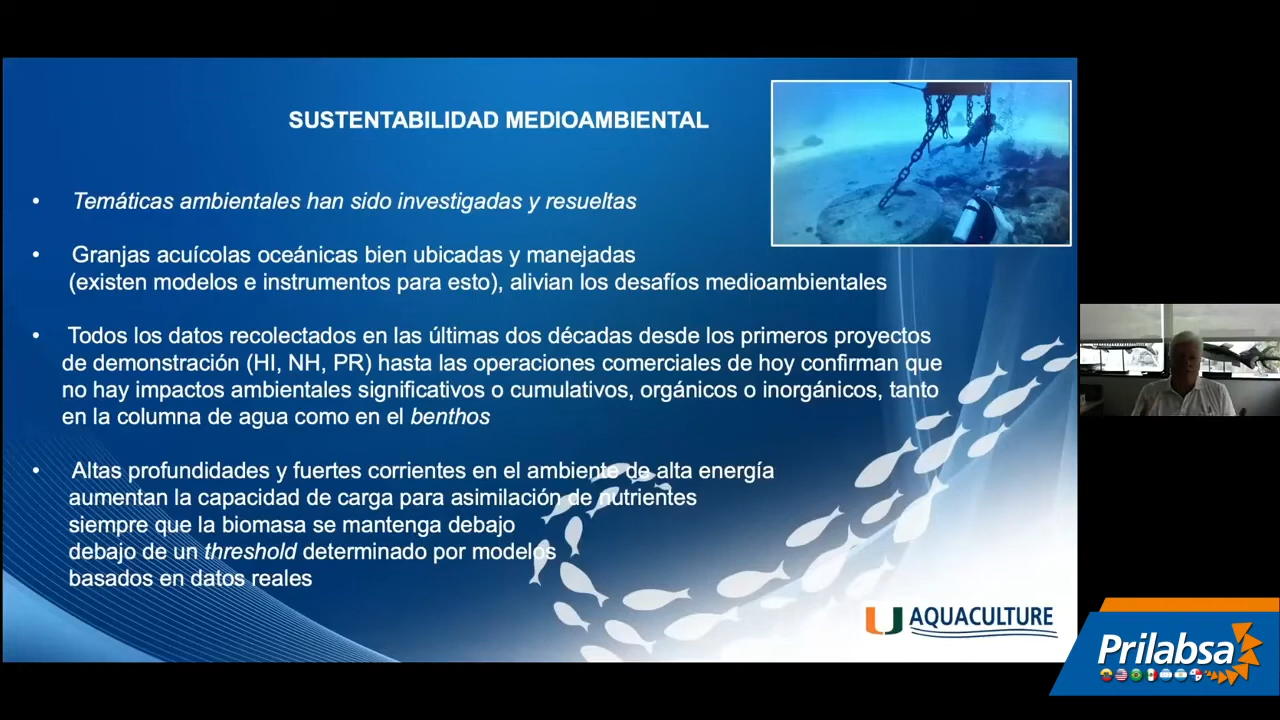 SUSTENTABILIDAD MEDIOAMBIENTAL
• Temáticas ambientales han sido investigadas y resueltas
• Granjas acuícolas oceánicas bien ubicadas y manejadas
(existen modelos e instrumentos para esto), alivian los desafíos medioambientales
• Todos los datos recolectados en las últimas dos décadas desde los primeros proyectos
de demonstración (HI, NH, PR) hasta las operaciones comerciales de hoy confirman que
no hay impactos ambientales significativos o cumulativos, orgánicos o inorgánicos, tanto
en la columna de agua como en el benthos
• Altas profundidades y fuertes corrientes en el ambiente de alta energía
aumentan la capacidad de carga para asimilación de nutrientes
siempre que la biomasa se mantenga debajo
debajo de un threshold determinado por modelos
basados en datos reales
U AQUACULTURE
Prilabsa